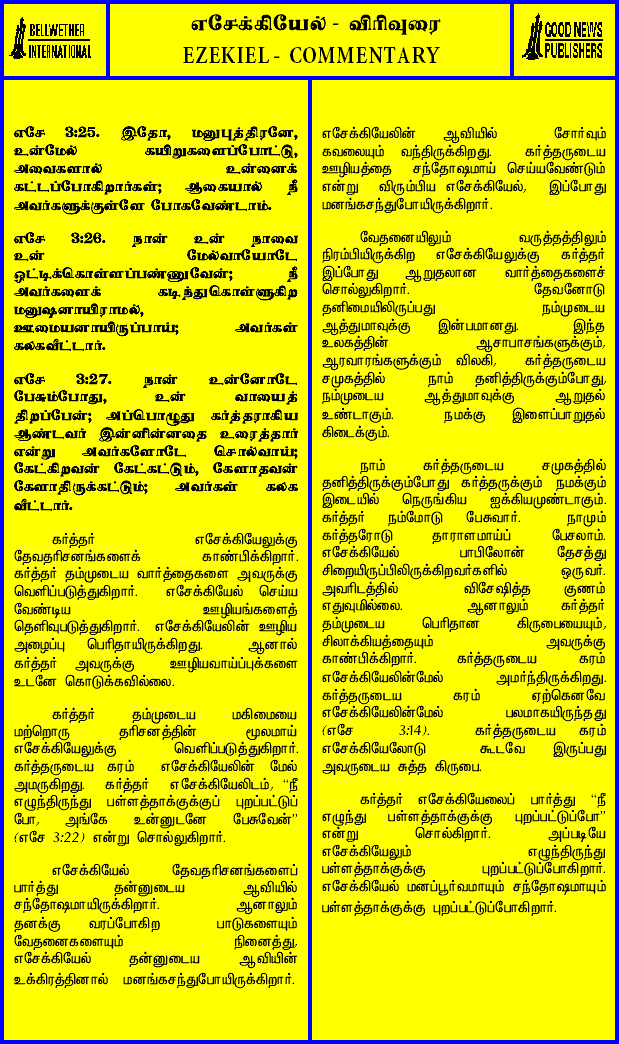 BELLWETHER
INTERNATIONAL
எசேக்கியேல் - விரிவுரை
EZEKIEL - COMMENTARY
GOOD NEWS
PUBLISHERS
எசே 3:25. இதோ, மனுபுத்திரனே,
உன்மேல் கயிறுகளைப்போட்டு,
அவைகளால் உன்னைக்
கட்டப்போகிறார்கள்; ஆகையால் நீ
அவர்களுக்குள்ளே போகவேண்டாம்.
எசே 3:26. நான் உன் நாவை
உன் மேல்வாயோடே
ஒட்டிக்கொள்ளப்பண்ணுவேன்; நீ
அவர்களைக் கடிந்துகொள்ளுகிற
மனுஷனாயிராமல்,
ஊமையனாயிருப்பாய்; அவர்கள்
கலகவீட்டார்.
எசே 3:27. நான் உன்னோடே
பேசும்போது, உன் வாயைத்
திறப்பேன்; அப்பொழுது கர்த்தராகிய
ஆண்டவர் இன்னின்னதை உரைத்தார்
என்று அவர்களோடே சொல்வாய்;
கேட்கிறவன் கேட்கட்டும், கேளாதவன்
கேளாதிருக்கட்டும்; அவர்கள் கலக
வீட்டார்.
கர்த்தர் எசேக்கியேலுக்கு
தேவதரிசனங்களைக் காண்பிக்கிறார்.
கர்த்தர் தம்முடைய வார்த்தைகளை அவருக்கு
வெளிப்படுத்துகிறார். எசேக்கியேல் செய்ய
வேண்டிய ஊழியங்களைத்
தெளிவுபடுத்துகிறார். எசேக்கியேலின் ஊழிய
அழைப்பு பெரிதாயிருக்கிறது. ஆனால்
கர்த்தர் அவருக்கு ஊழியவாய்ப்புக்களை
உடனே கொடுக்கவில்லை.
கர்த்தர் தம்முடைய மகிமையை
மற்றொரு தரிசனத்தின் மூலமாய்
எசேக்கியேலுக்கு வெளிப்படுத்துகிறார்.
கர்த்தருடைய கரம் எசேக்கியேலின் மேல்
அமருகிறது. கர்த்தர் எசேக்கியேலிடம், “நீ
எழுந்திருந்து பள்ளத்தாக்குக்குப் புறப்பட்டுப்
போ, அங்கே உன்னுடனே பேசுவேன்”
(எசே 3:22) என்று சொல்லுகிறார்.
எசேக்கியேல் தேவதரிசனங்களைப்
பார்த்து தன்னுடைய ஆவியில்
சந்தோஷமாயிருக்கிறார். ஆனாலும்
தனக்கு வரப்போகிற பாடுகளையும்
வேதனைகளையும் நினைத்து,
எசேக்கியேல் தன்னுடைய ஆவியின்
உக்கிரத்தினால் மனங்கசந்துபோயிருக்கிறார்.
எசேக்கியேலின் ஆவியில் சோர்வும்
கவலையும் வந்திருக்கிறது. கர்த்தருடைய
ஊழியத்தை சந்தோஷமாய் செய்யவேண்டும்
என்று விரும்பிய எசேக்கியேல், இப்போது
மனங்கசந்துபோயிருக்கிறார்.
வேதனையிலும் வருத்தத்திலும்
நிரம்பியிருக்கிற எசேக்கியேலுக்கு கர்த்தர்
இப்போது ஆறுதலான வார்த்தைகளைச்
சொல்லுகிறார். தேவனோடு
தனிமையிலிருப்பது நம்முடைய
ஆத்துமாவுக்கு இன்பமானது. இந்த
உலகத்தின் ஆசாபாசங்களுக்கும்,
ஆரவாரங்களுக்கும் விலகி, கர்த்தருடைய
சமுகத்தில் நாம் தனித்திருக்கும்போது,
நம்முடைய ஆத்துமாவுக்கு ஆறுதல்
உண்டாகும். நமக்கு இளைப்பாறுதல்
கிடைக்கும்.
நாம் கர்த்தருடைய சமுகத்தில்
தனித்திருக்கும்போது கர்த்தருக்கும் நமக்கும்
இடையில் நெருங்கிய ஐக்கியமுண்டாகும்.
கர்த்தர் நம்மோடு பேசுவார். நாமும்
கர்த்தரோடு தாராளமாய்ப் பேசலாம்.
எசேக்கியேல் பாபிலோன் தேசத்து
சிறையிருப்பிலிருக்கிறவர்களில் ஒருவர்.
அவரிடத்தில் விசேஷித்த குணம்
எதுவுமில்லை. ஆனாலும் கர்த்தர்
தம்முடைய பெரிதான கிருபையையும்,
சிலாக்கியத்தையும் அவருக்கு
காண்பிக்கிறார். கர்த்தருடைய கரம்
எசேக்கியேலின்மேல் அமர்ந்திருக்கிறது.
கர்த்தருடைய கரம் ஏற்கெனவே
எசேக்கியேலின்மேல் பலமாகயிருந்தது
(எசே 3:14). கர்த்தருடைய கரம்
எசேக்கியேலோடு கூடவே இருப்பது
அவருடைய சுத்த கிருபை.
கர்த்தர் எசேக்கியேலைப் பார்த்து “நீ
எழுந்து பள்ளத்தாக்குக்கு புறப்பட்டுப்போ”
என்று சொல்கிறார். அப்படியே
எசேக்கியேலும் எழுந்திருந்து
பள்ளத்தாக்குக்கு புறப்பட்டுப்போகிறார்.
எசேக்கியேல் மனப்பூர்வமாயும் சந்தோஷமாயும்
பள்ளத்தாக்குக்கு புறப்பட்டுப்போகிறார்.